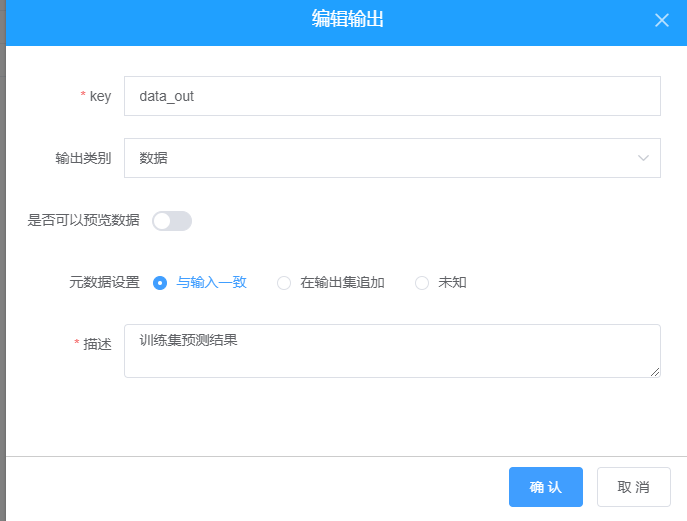 编辑输出
* key
data_out
输出类别
数据
是否可以预览数据
元数据设置
与输入一致
在输出集追加
未知
* 描述
训练集预测结果
确 认
取 消